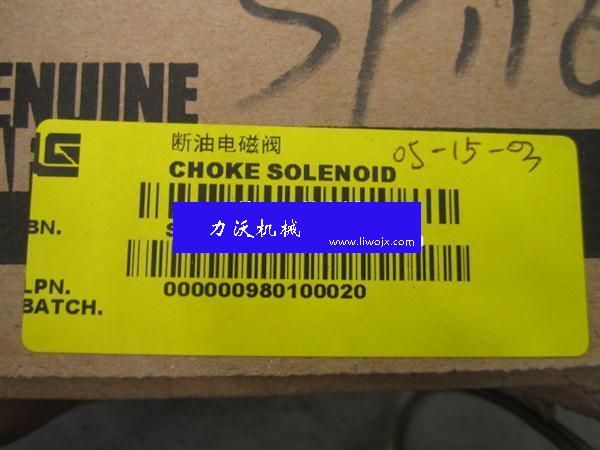 SP116
ENUINE
断油电磁阀
05-15-03
CHOKE SOLENOID
BN.
S
力沃机械
www.liwojx.com
LPN.
000000980100020
BATCH.